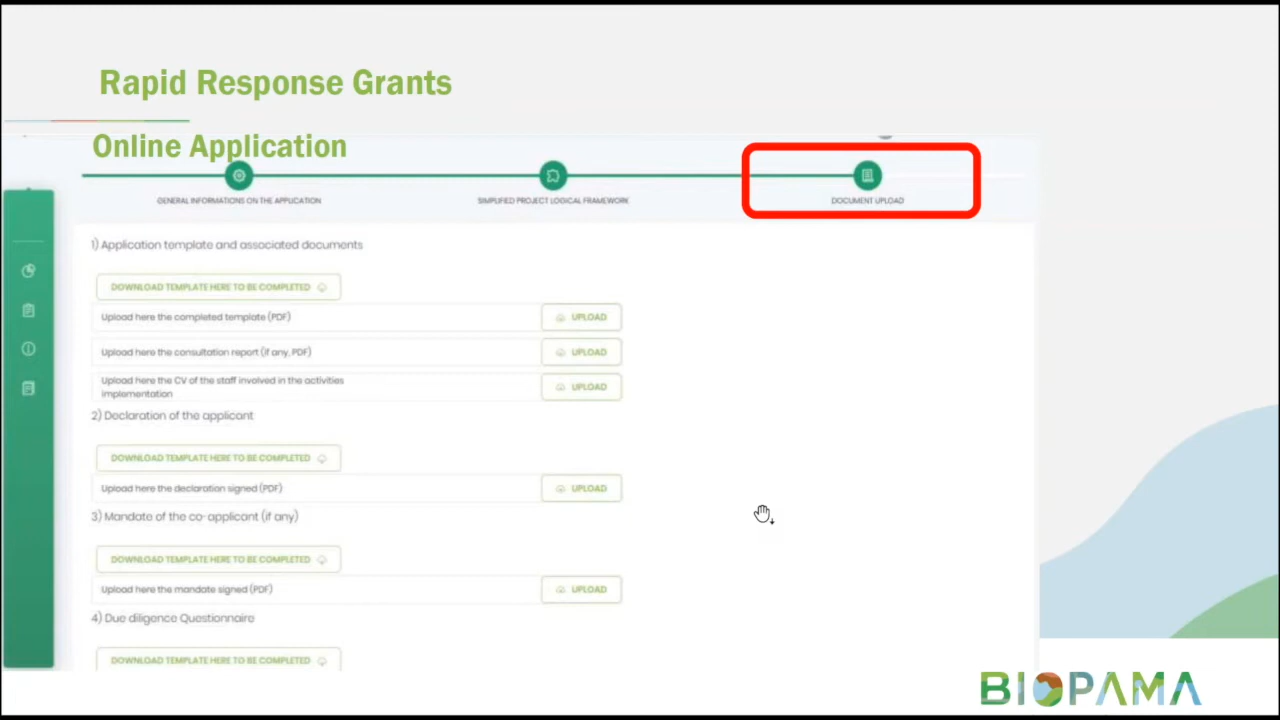 Rapid Response Grants
Online Application
GENERAL INFORMATIONS ON THE APPLICATION
SIMPLIFIED PROJECT LOGICAL FRAMEWORK
DOCUMENT UPLOAD
1) Application template and associated documents
DOWNLOAD TEMPLATE HERE TO BE COMPLETED
Upload here the completed template (PDF)
UPLOAD
Upload here the consultation report (if any, PDF)
UPLOAD
Upload here the CV of the staff involved in the activities
implementation
UPLOAD
2) Declaration of the applicant
DOWNLOAD TEMPLATE HERE TO BE COMPLETED
Upload here the declaration signed (PDF)
UPLOAD
3) Mandate of the co-applicant (if any)
DOWNLOAD TEMPLATE HERE TO BE COMPLETED
Upload here the mandate signed (PDF)
UPLOAD
4) Due diligence Questionnaire
DOWNLOAD TEMPLATE HERE TO BE COMPLETED
BIOPAMA